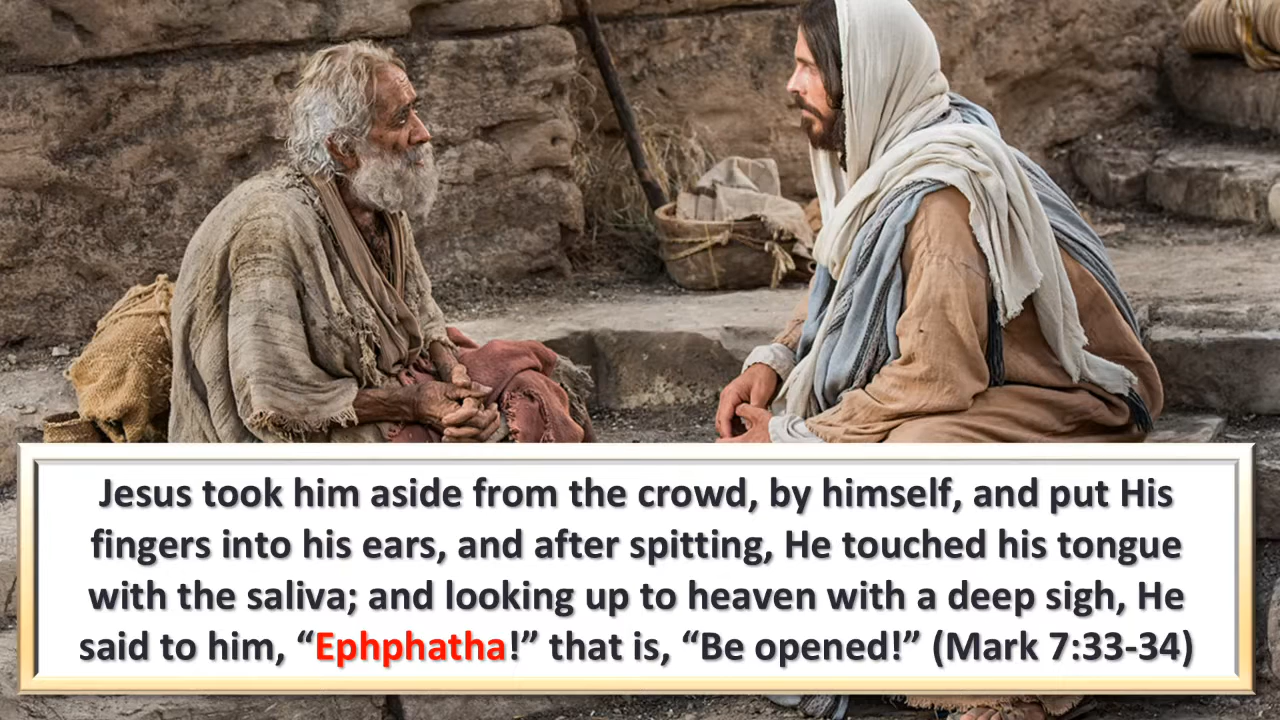 Jesus took him aside from the crowd, by himself, and put His
fingers into his ears, and after spitting, He touched his tongue
with the saliva; and looking up to heaven with a deep sigh, He
said to him, “Ephphatha!” that is, “Be opened!” (Mark 7:33-34)